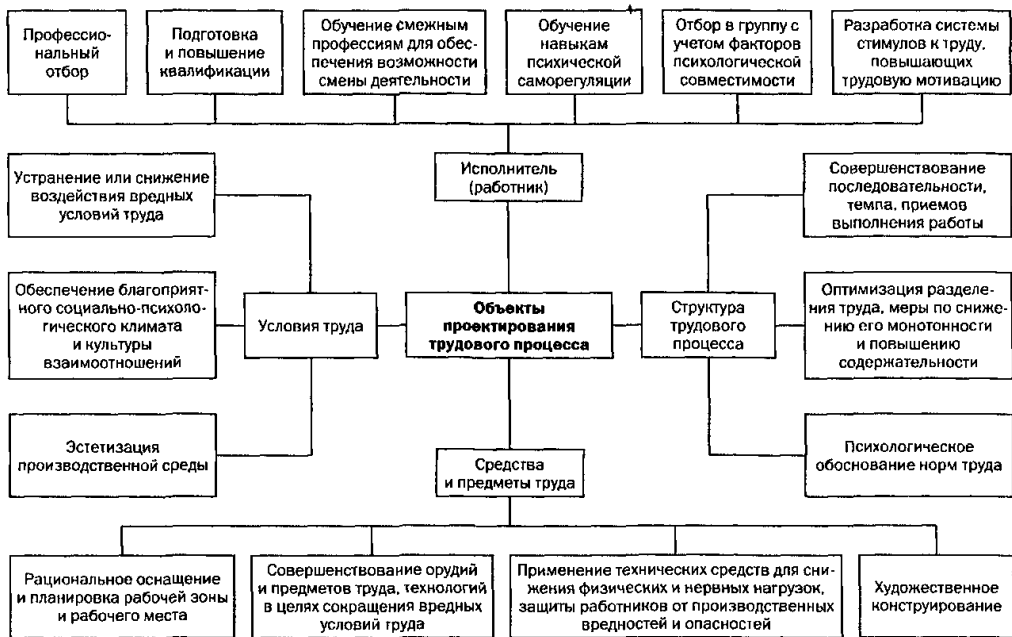 Профессио-
нальный
отбор
Подготовка
и повышение
квалификации
Обучение смежным
профессиям для обес-
печения возможности
смены деятельности
Обучение
навыкам
психической
саморегуляции
Отбор в группу с
учетом факторов
психологической
совместимости
Разработка системы
стимулов к труду,
повышающих
трудовую мотивацию
Исполнитель
(работник)
Устранение или снижение
воздействия вредных
условий труда
Совершенствование
последовательности,
темпа, приемов
выполнения работы
Обеспечение благоприят-
ного социально-психоло-
гического климата
и культуры
взаимоотношений
Условия труда
Объекты
проектирования
трудового процесса
Структура
трудового
процесса
Оптимизация разделе-
ния труда, меры по сниже-
нию его монотонности
и повышению
содержательности
Эстетизация
производственной среды
Средства
и предметы труда
Психологическое
обоснование норм труда
Рациональное оснащение
и планировка рабочей зоны
и рабочего места
Совершенствование орудий
и предметов труда, технологий
в целях сокращения вредных
условий труда
Применение технических средств для сни-
жения физических и нервных нагрузок,
защиты работников от производственных
вредностей и опасностей
Художественное
конструирование